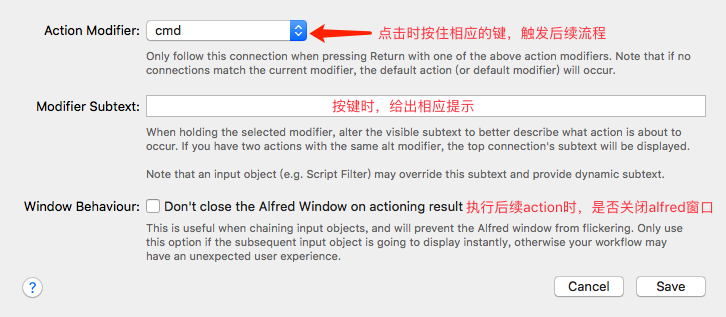 Action Modifier: cmd 点击时按住相应的键，触发后续流程
Only follow this connection when pressing Return with one of the above action modifiers. Note that if no
connections match the current modifier, the default action (or default modifier) will occur.
Modifier Subtext: 按键时，给出相应提示
When holding the selected modifier, alter the visible subtext to better describe what action is about to
occur. If you have two actions with the same alt modifier, the top connection's subtext will be displayed.
Note that an input object (e.g. Script Filter) may override this subtext and provide dynamic subtext.
Window Behaviour: Don't close the Alfred Window on actioning result 执行后续action时，是否关闭alfred窗口
This is useful when chaining input objects, and will prevent the Alfred window from flickering. Only use
this option if the subsequent input object is going to display instantly, otherwise your workflow may
have an unexpected user experience.
? Cancel Save